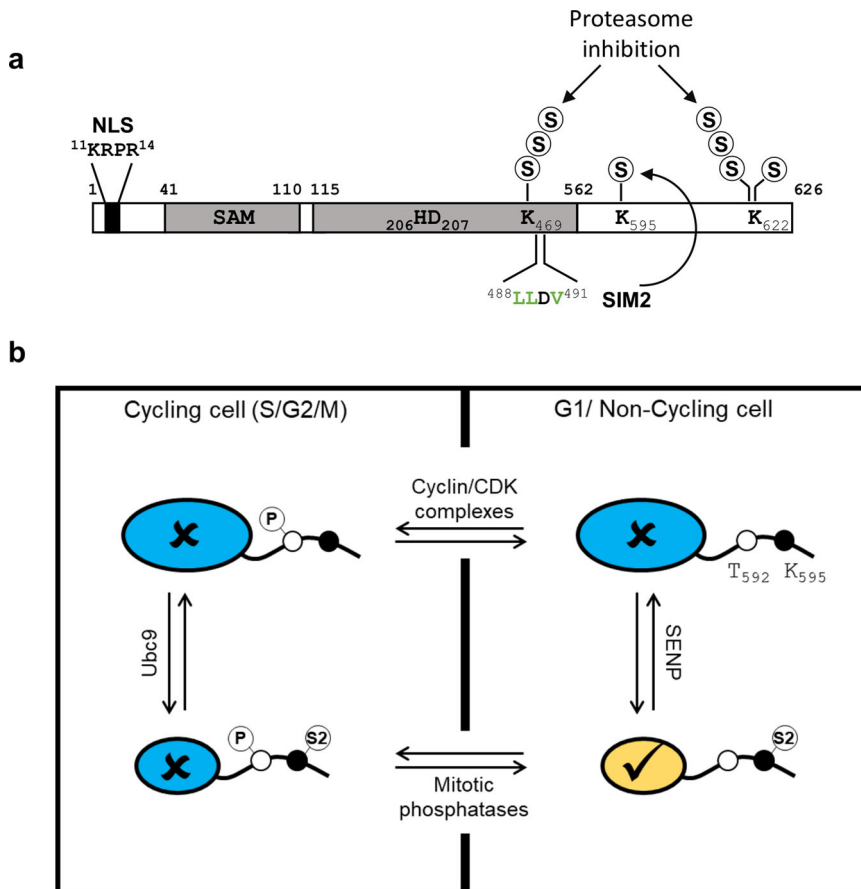 a
Proteasome
inhibition
NLS
¹¹KRPR¹⁴
S S S
S
S S S S
1 41 110 115 562 626
SAM
₂₀₆HD₂₀₇
K₄₆₉
K₅₉₅
K₆₂₂
⁴⁸⁸LLDV⁴⁹¹
SIM2
b
Cycling cell (S/G2/M)
G1/ Non-Cycling cell
Cyclin/CDK
complexes
P
T₅₉₂ K₅₉₅
Ubc9
SENP
P S2
S2
Mitotic
phosphatases